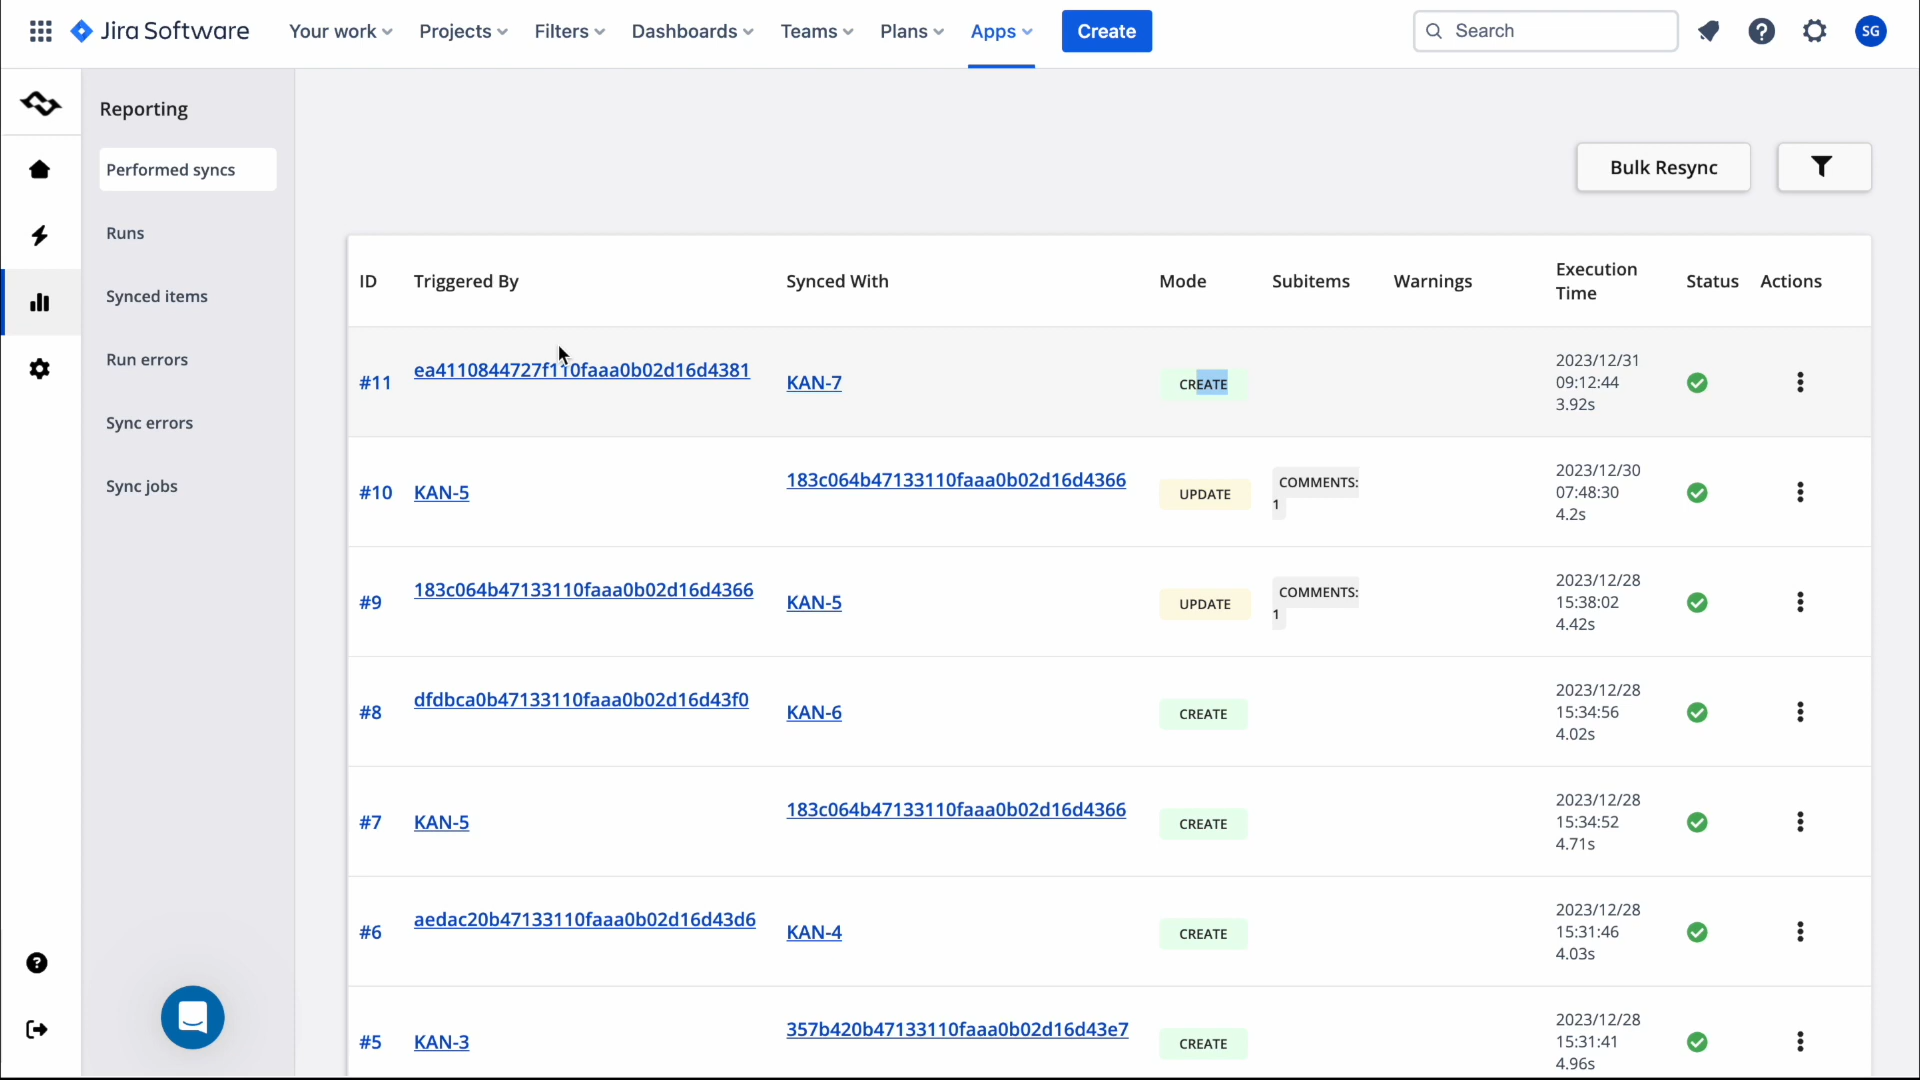 Jira Software
Your work
Projects
Filters
Dashboards
Teams
Plans
Apps
Create
Search
SG
Reporting
Performed syncs
Runs
Synced items
Run errors
Sync errors
Sync jobs
Bulk Resync
ID Triggered By Synced With Mode Subitems Warnings Execution Time Status Actions
#11 ea4110844727f110faaa0b02d16d4381 KAN-7 CREATE
2023/12/31
09:12:44
3.92s
#10 KAN-5 183c064b47133110faaa0b02d16d4366 UPDATE COMMENTS: 1
2023/12/30
07:48:30
4.2s
#9 183c064b47133110faaa0b02d16d4366 KAN-5 UPDATE COMMENTS: 1
2023/12/28
15:38:02
4.42s
#8 dfdbca0b47133110faaa0b02d16d43f0 KAN-6 CREATE
2023/12/28
15:34:56
4.02s
#7 KAN-5 183c064b47133110faaa0b02d16d4366 CREATE
2023/12/28
15:34:52
4.71s
#6 aedac20b47133110faaa0b02d16d43d6 KAN-4 CREATE
2023/12/28
15:31:46
4.03s
#5 KAN-3 357b420b47133110faaa0b02d16d43e7 CREATE
2023/12/28
15:31:41
4.96s